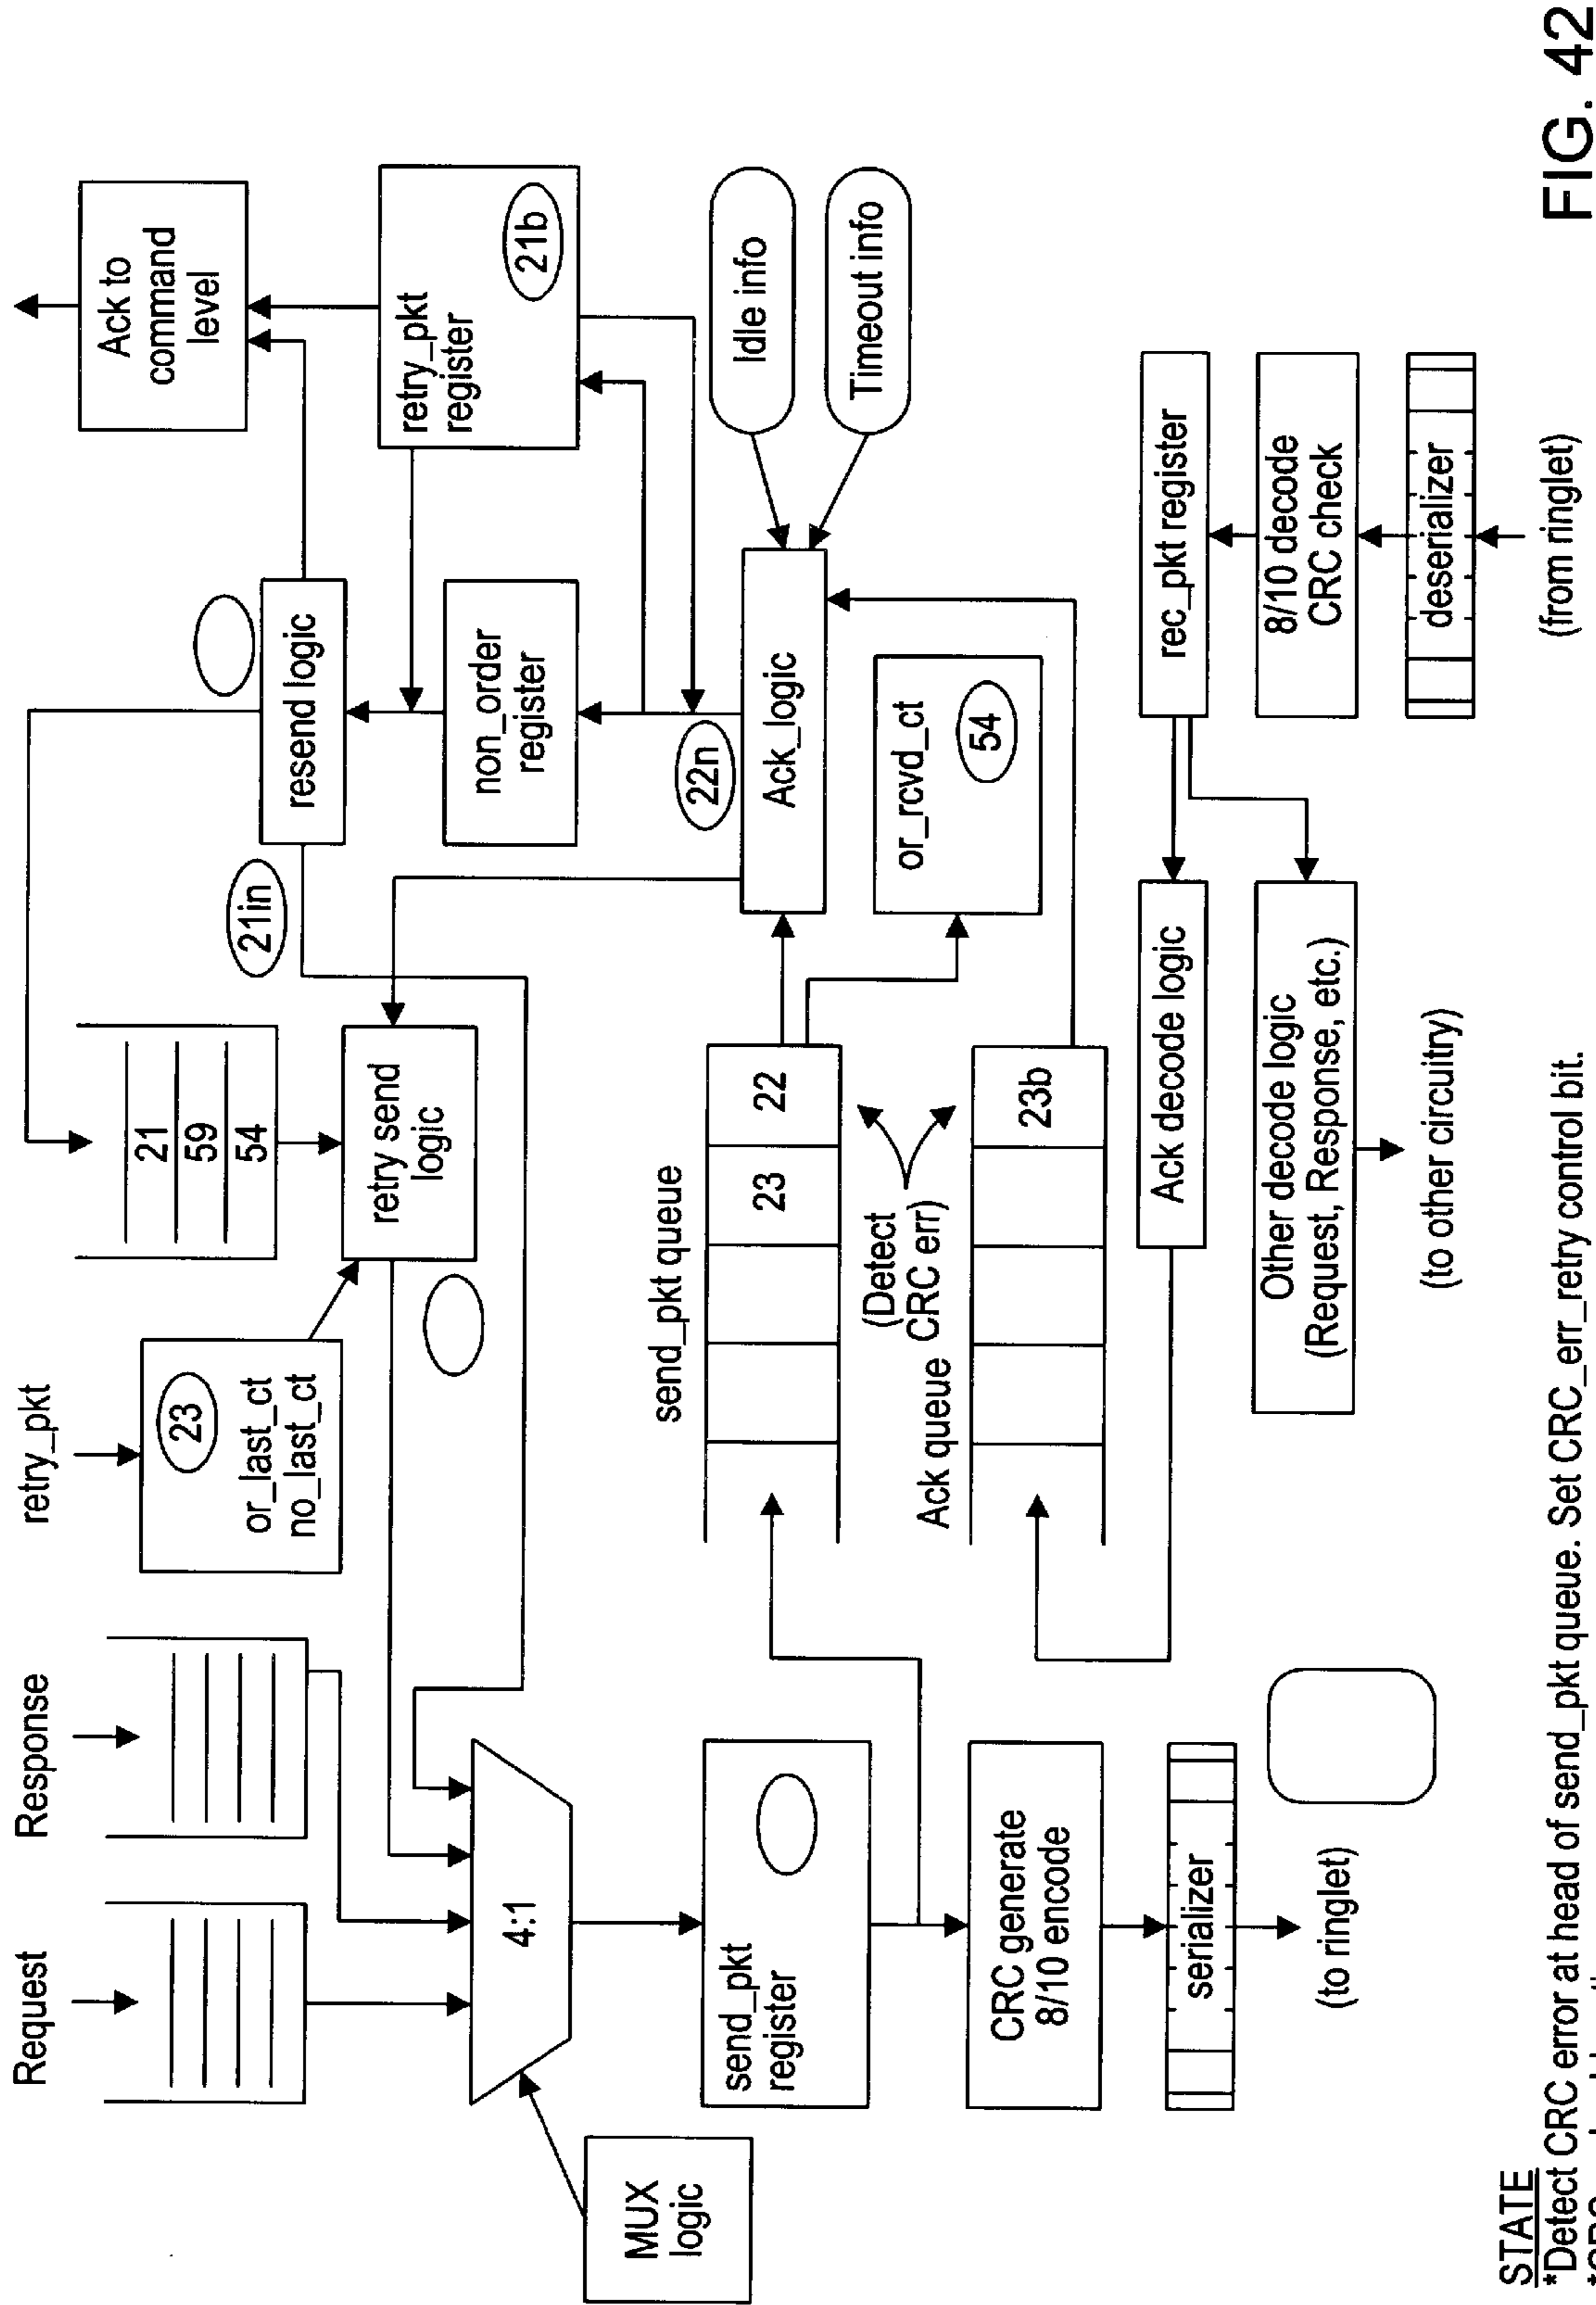 Request
Response
retry_pkt
23
or_last_ct
no_last_ct
21
59
54
retry send
logic
21in
resend logic
Ack to
command
level
MUX
logic
4:1
non_order
register
retry_pkt
register
21b
22n
send_pkt
register
send_pkt queue
23
22
Ack_logic
Idle info
Timeout info
(Detect
CRC err)
or_rcvd_ct
54
Ack queue
23b
CRC generate
8/10 encode
serializer
(to ringlet)
Ack decode logic
Other decode logic
(Request, Response, etc.)
(to other circuitry)
rec_pkt register
8/10 decode
CRC check
deserializer
(from ringlet)
STATE
*Detect CRC error at head of send_pkt queue. Set CRC_err_retry control bit.
FIG. 42